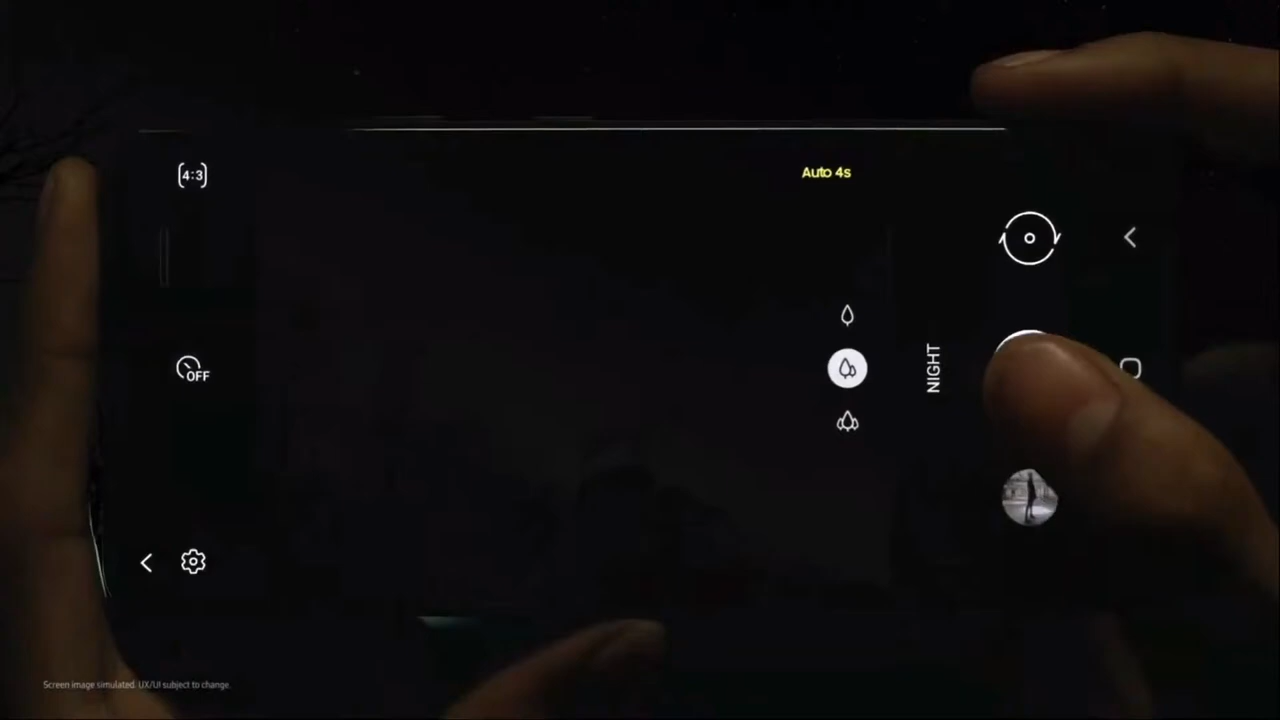 4:3
Auto 4s
OFF
NIGHT
Screen image simulated. UX/UI subject to change.